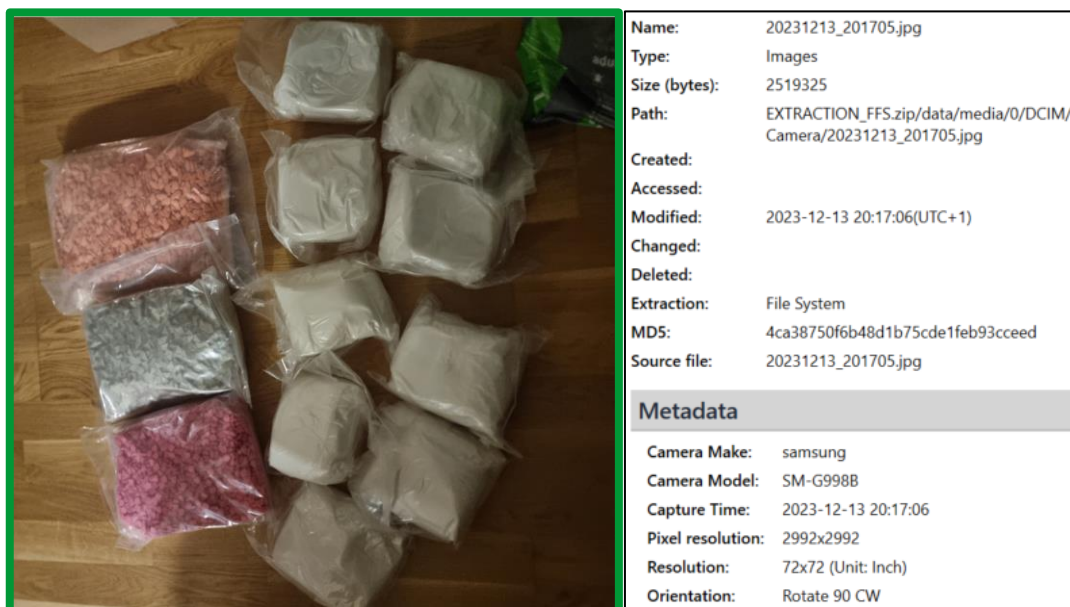 adu
Name: 20231213_201705.jpg
Type: Images
Size (bytes): 2519325
Path: EXTRACTION_FFS.zip/data/media/0/DCIM/
Camera/20231213_201705.jpg
Created:
Accessed:
Modified: 2023-12-13 20:17:06(UTC+1)
Changed:
Deleted:
Extraction: File System
MD5: 4ca38750f6b48d1b75cde1feb93cceed
Source file: 20231213_201705.jpg
Metadata
Camera Make: samsung
Camera Model: SM-G998B
Capture Time: 2023-12-13 20:17:06
Pixel resolution: 2992x2992
Resolution: 72x72 (Unit: Inch)
Orientation: Rotate 90 CW